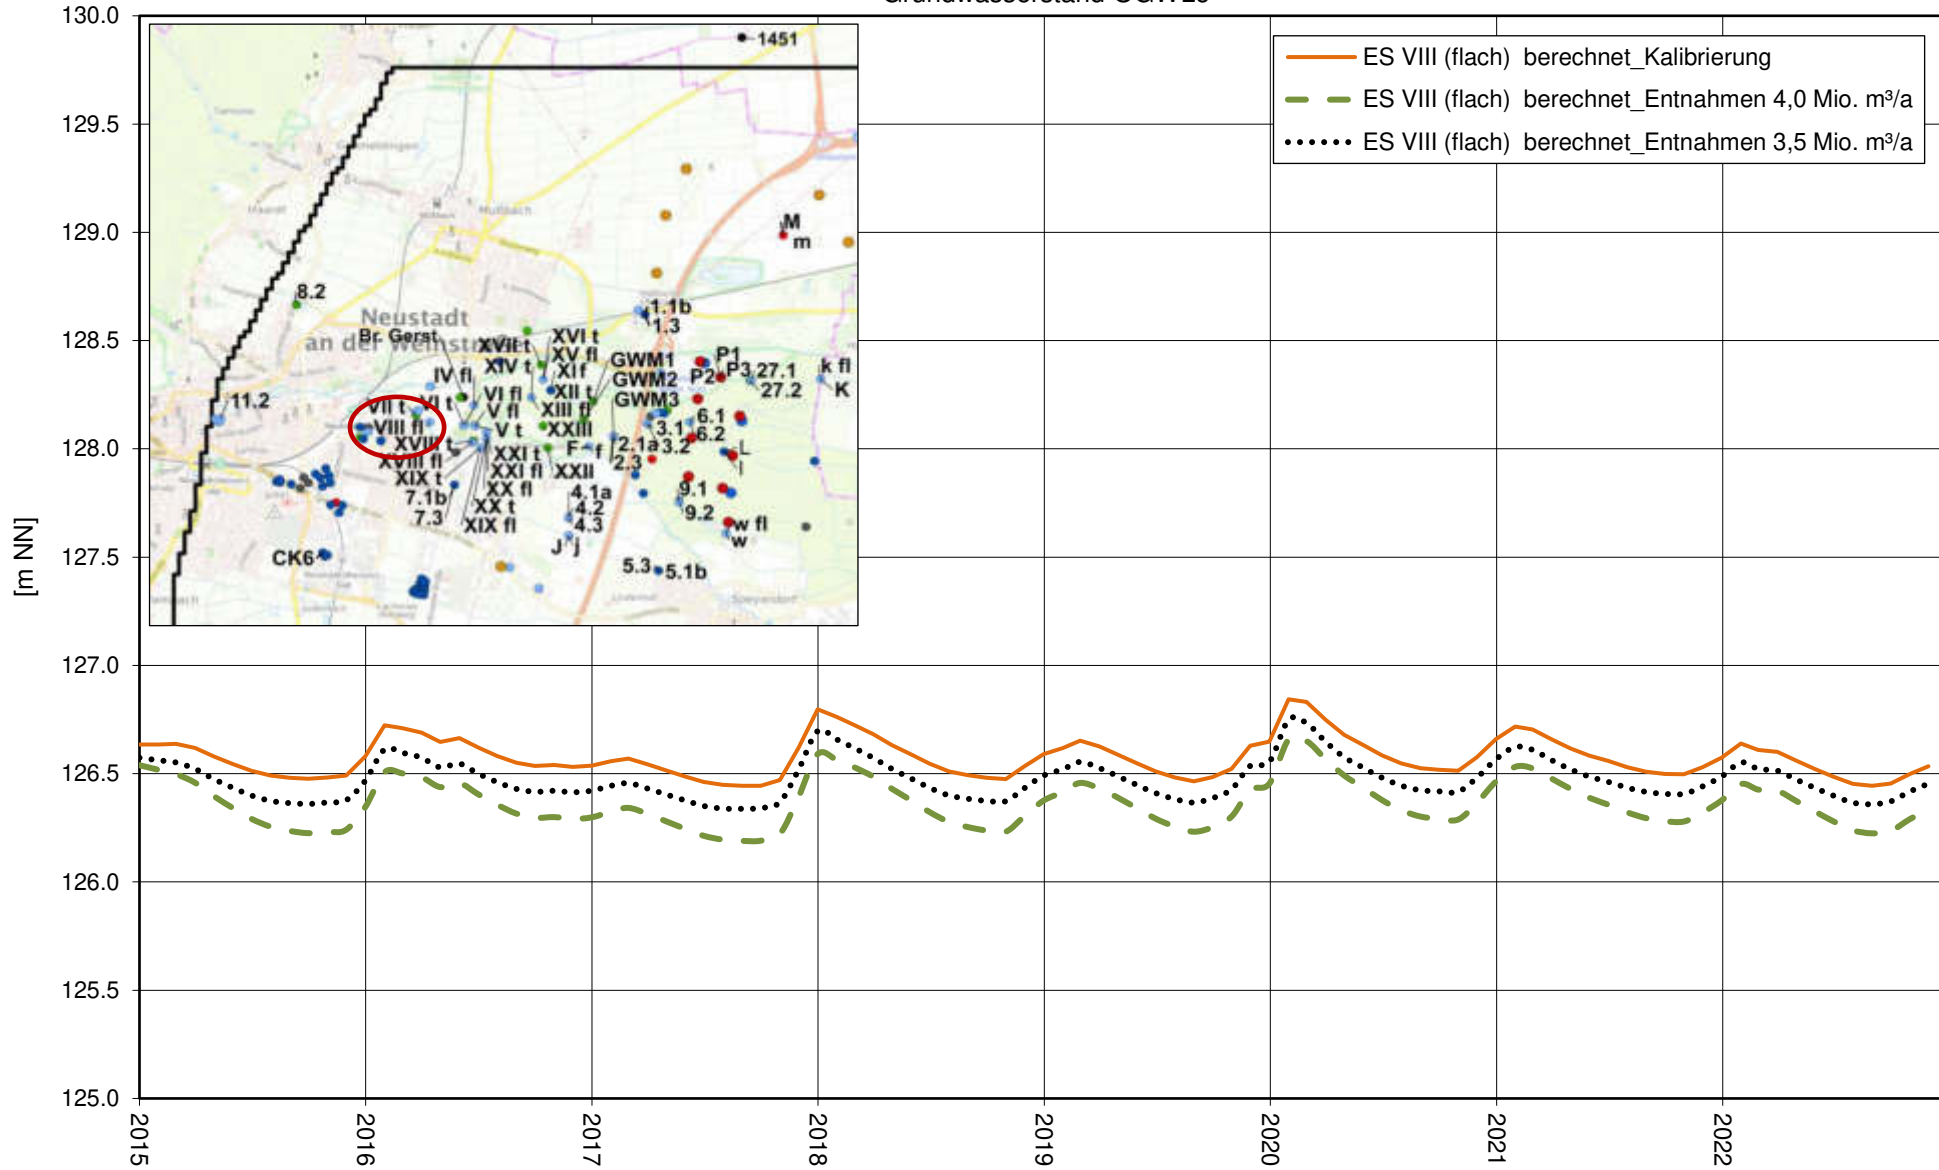 130.0
129.5
129.0
128.5
128.0
127.5
127.0
126.5
126.0
125.5
125.0
[m NN]
2015
2016
2017
2018
2019
2020
2021
2022
ES VIII (flach) berechnet_Kalibrierung
ES VIII (flach) berechnet_Entnahmen 4,0 Mio. m³/a
ES VIII (flach) berechnet_Entnahmen 3,5 Mio. m³/a
1451
M
m
8.2
Neustadt
an der Weinstraße
Br. Gerst
1.1b
1.3
XVII t
XVI t
XV fl
XIV t
XI f
GWM1
P1
P2
P3
27.1
27.2
k fl
K
IV fl
XII t
GWM2
11.2
VII t
VI t
VI fl
XIII fl
GWM3
VIII fl
V fl
XXIII
3.1
6.1
XVIII t
V t
F
f
2.1a
3.2
6.2
L
l
XVIII fl
XXI t
2.3
XIX t
XXI fl
XXII
7.1b
XX fl
4.1a
9.1
7.3
XX t
4.2
9.2
XIX fl
4.3
w fl
w
J
j
CK6
5.3
5.1b
Mußbach
Haardt
Speyerdorf